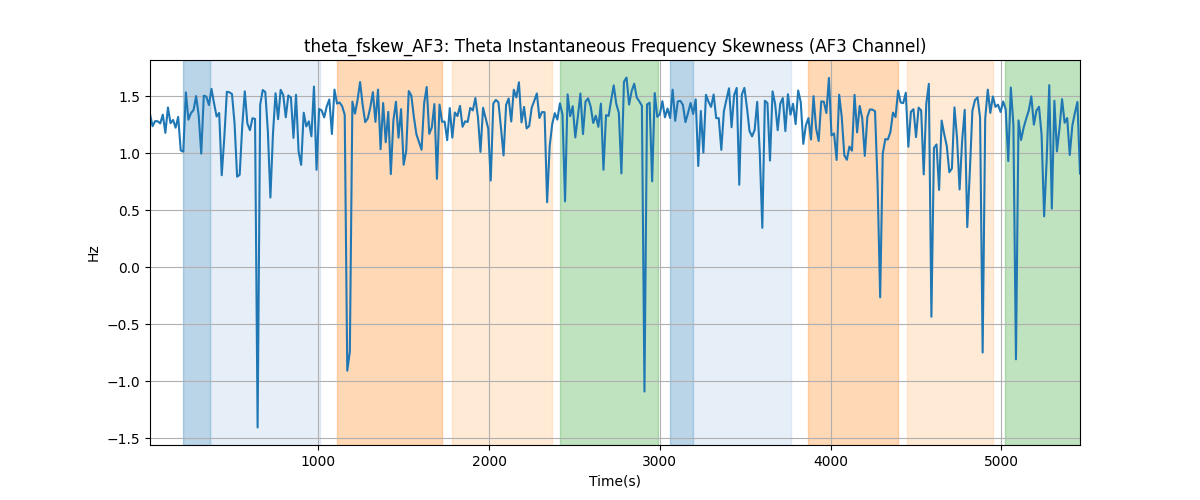 theta_fskew_AF3: Theta Instantaneous Frequency Skewness (AF3 Channel)
1.5
1.0
0.5
0.0
−0.5
−1.0
−1.5
Hz
1000 2000 3000 4000 5000
Time(s)